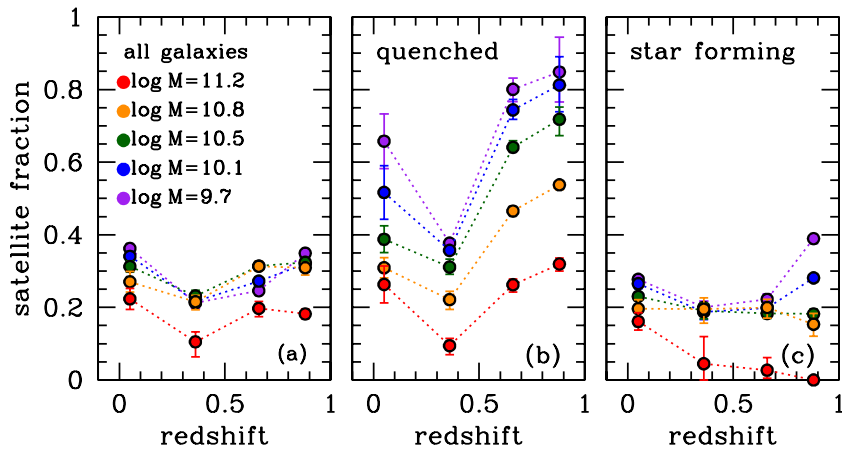 all galaxies
log M=11.2
log M=10.8
log M=10.5
log M=10.1
log M=9.7
quenched
star forming
satellite fraction
1
0.8
0.6
0.4
0.2
0
(a)
(b)
(c)
0 0.5 1
0 0.5 1
0 0.5 1
redshift
redshift
redshift